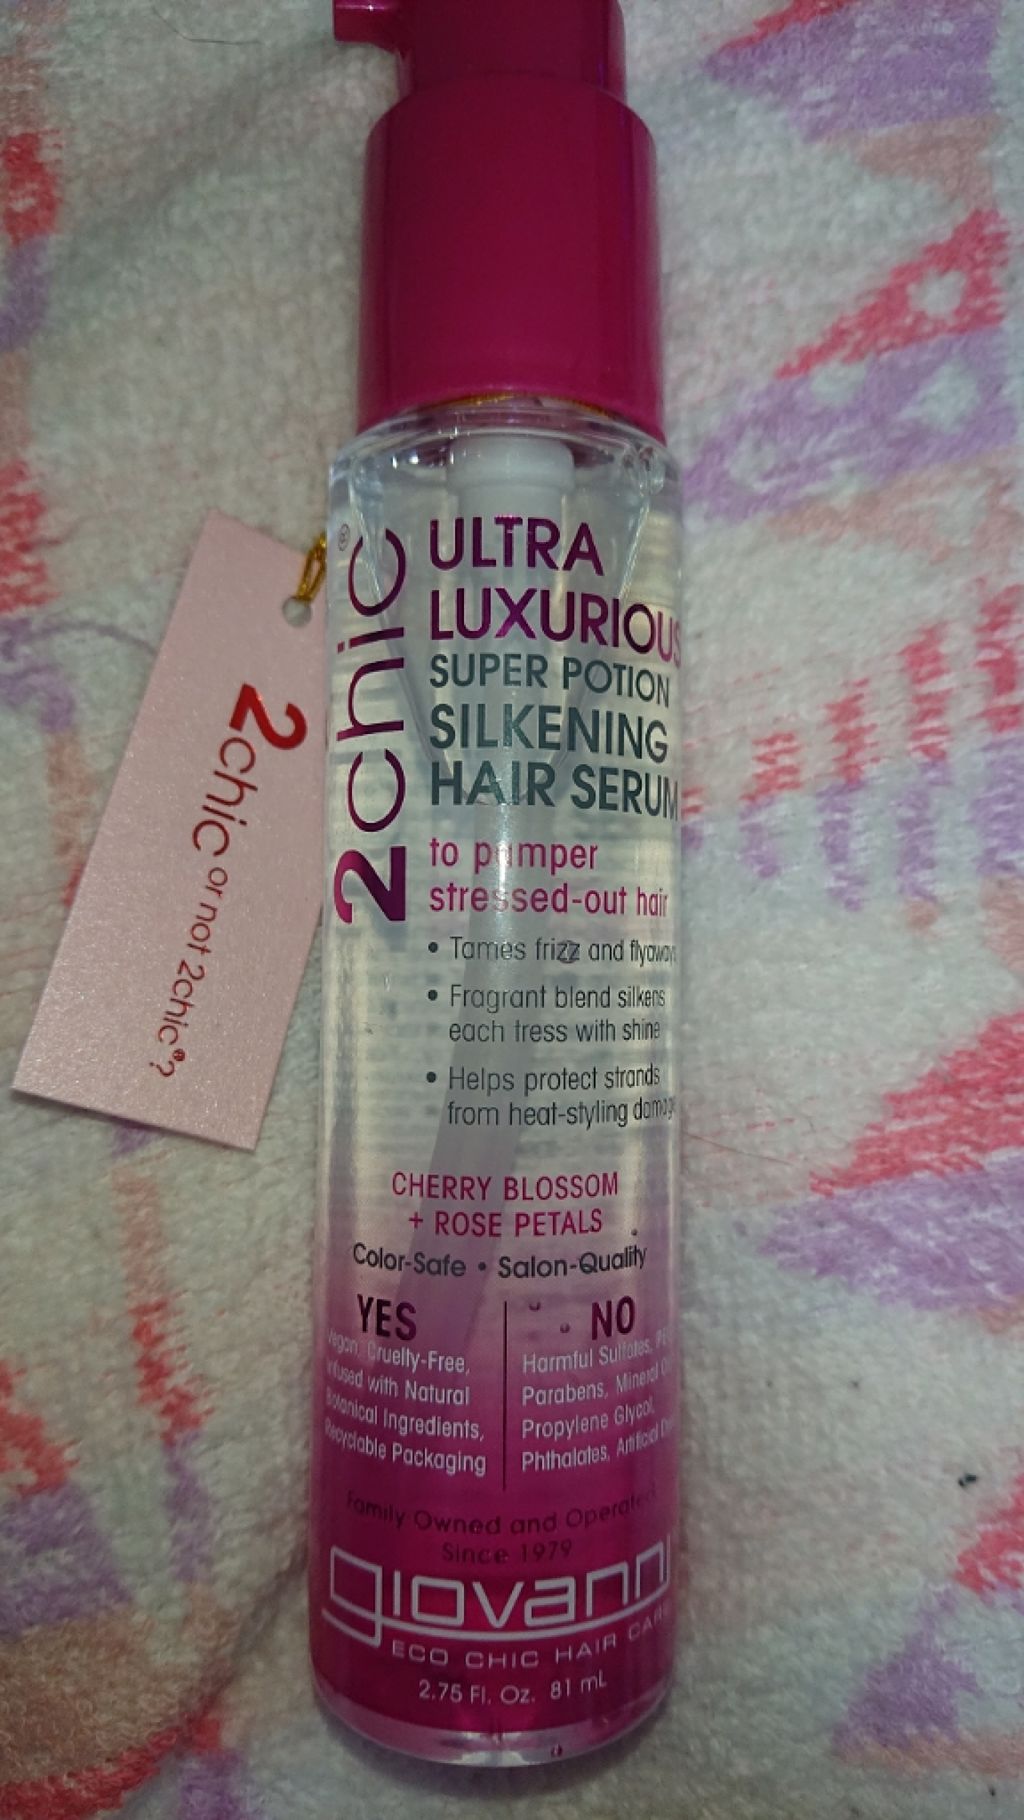 2chic®
ULTRA
LUXURIOUS
SUPER POTION
SILKENING
HAIR SERUM
to pamper
stressed-out hair
• Tames frizz and flyaways
• Fragrant blend silkens
each tress with shine
• Helps protect strands
from heat-styling
CHERRY BLOSSOM
+ ROSE PETALS
Color-Safe • Salon-Quality
YES
Vegan, Cruelty-Free,
Infused with Natural
Botanical Ingredients,
Recyclable Packaging
NO
Harmful Sulfates,
Parabens, Mineral
Propylene Glycol,
Phthalates, Artificial
Family Owned and Operated
Since 1979
giovanni
ECO CHIC HAIR CARE
2.75 Fl. Oz. 81 mL
2chic or not 2chic®?